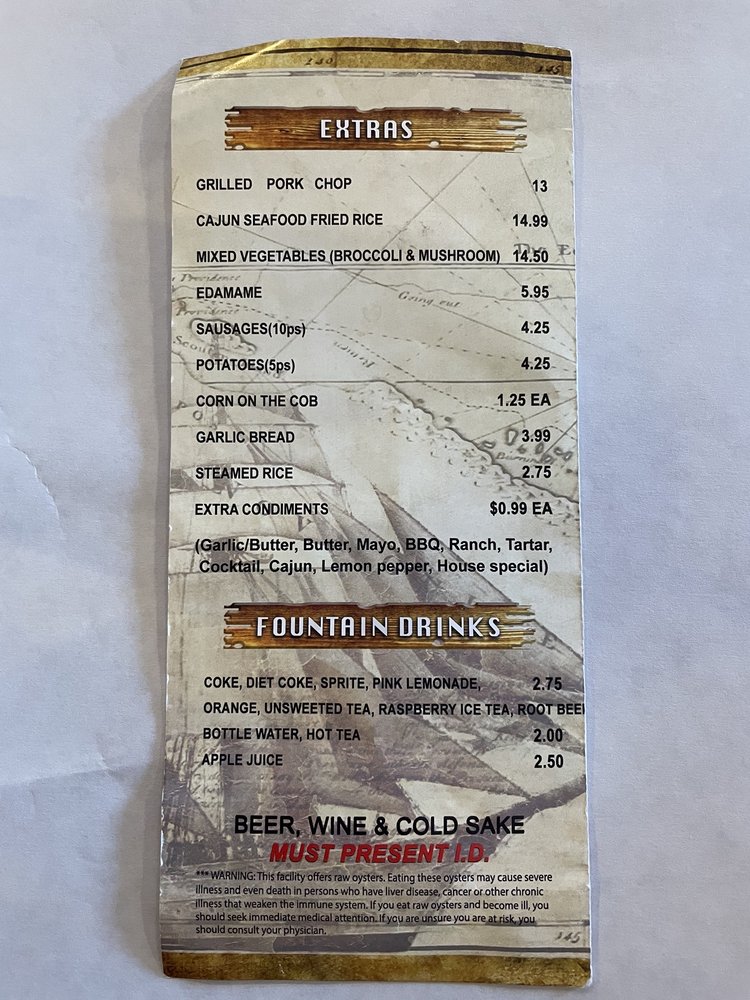 140 145
EXTRAS
GRILLED PORK CHOP 13
CAJUN SEAFOOD FRIED RICE 14.99
MIXED VEGETABLES (BROCCOLI & MUSHROOM) 14.50
EDAMAME 5.95
SAUSAGES(10ps) 4.25
POTATOES(5ps) 4.25
CORN ON THE COB 1.25 EA
GARLIC BREAD 3.99
STEAMED RICE 2.75
EXTRA CONDIMENTS $0.99 EA
(Garlic/Butter, Butter, Mayo, BBQ, Ranch, Tartar,
Cocktail, Cajun, Lemon pepper, House special)
FOUNTAIN DRINKS
COKE, DIET COKE, SPRITE, PINK LEMONADE, 2.75
ORANGE, UNSWEETED TEA, RASPBERRY ICE TEA, ROOT BEE
BOTTLE WATER, HOT TEA 2.00
APPLE JUICE 2.50
BEER, WINE & COLD SAKE
MUST PRESENT I.D.
*** WARNING: This facility offers raw oysters. Eating these oysters may cause severe
illness and even death in persons who have liver disease, cancer or other chronic
illness that weaken the immune system. If you eat raw oysters and become ill, you
should seek immediate medical attention. If you are unsure you are at risk, you
should consult your physician.
145